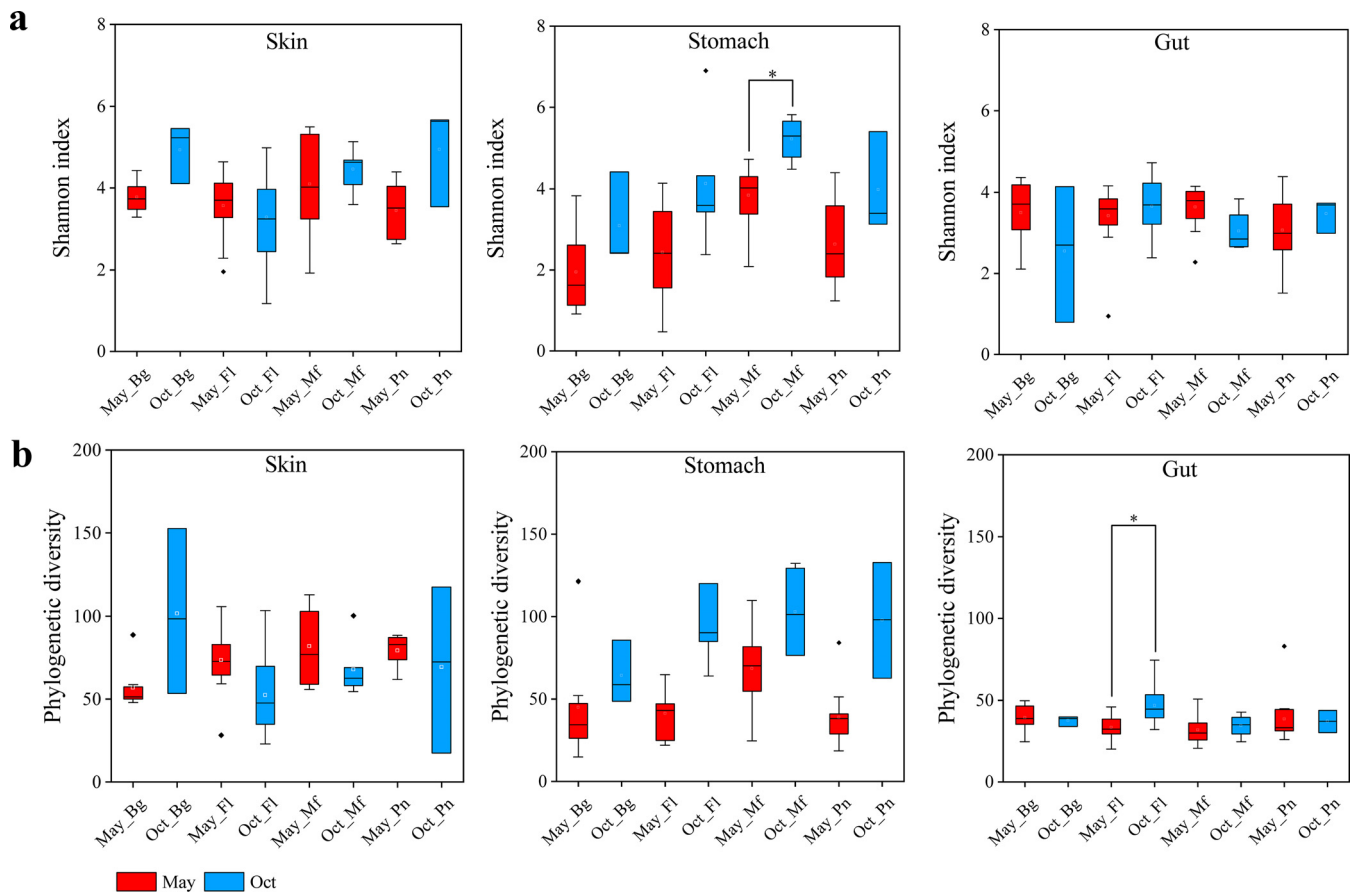 a
Skin
Shannon index
8
6
4
2
0
May_Bg
Oct_Bg
May_Fl
Oct_Fl
May_Mf
Oct_Mf
May_Pn
Oct_Pn
Stomach
Shannon index
8
6
4
2
0
*
May_Bg
Oct_Bg
May_Fl
Oct_Fl
May_Mf
Oct_Mf
May_Pn
Oct_Pn
Gut
Shannon index
8
6
4
2
0
May_Bg
Oct_Bg
May_Fl
Oct_Fl
May_Mf
Oct_Mf
May_Pn
Oct_Pn
b
Skin
Phylogenetic diversity
200
150
100
50
0
May_Bg
Oct_Bg
May_Fl
Oct_Fl
May_Mf
Oct_Mf
May_Pn
Oct_Pn
Stomach
Phylogenetic diversity
200
150
100
50
0
May_Bg
Oct_Bg
May_Fl
Oct_Fl
May_Mf
Oct_Mf
May_Pn
Oct_Pn
Gut
Phylogenetic diversity
200
150
100
50
0
*
May_Bg
Oct_Bg
May_Fl
Oct_Fl
May_Mf
Oct_Mf
May_Pn
Oct_Pn
May Oct